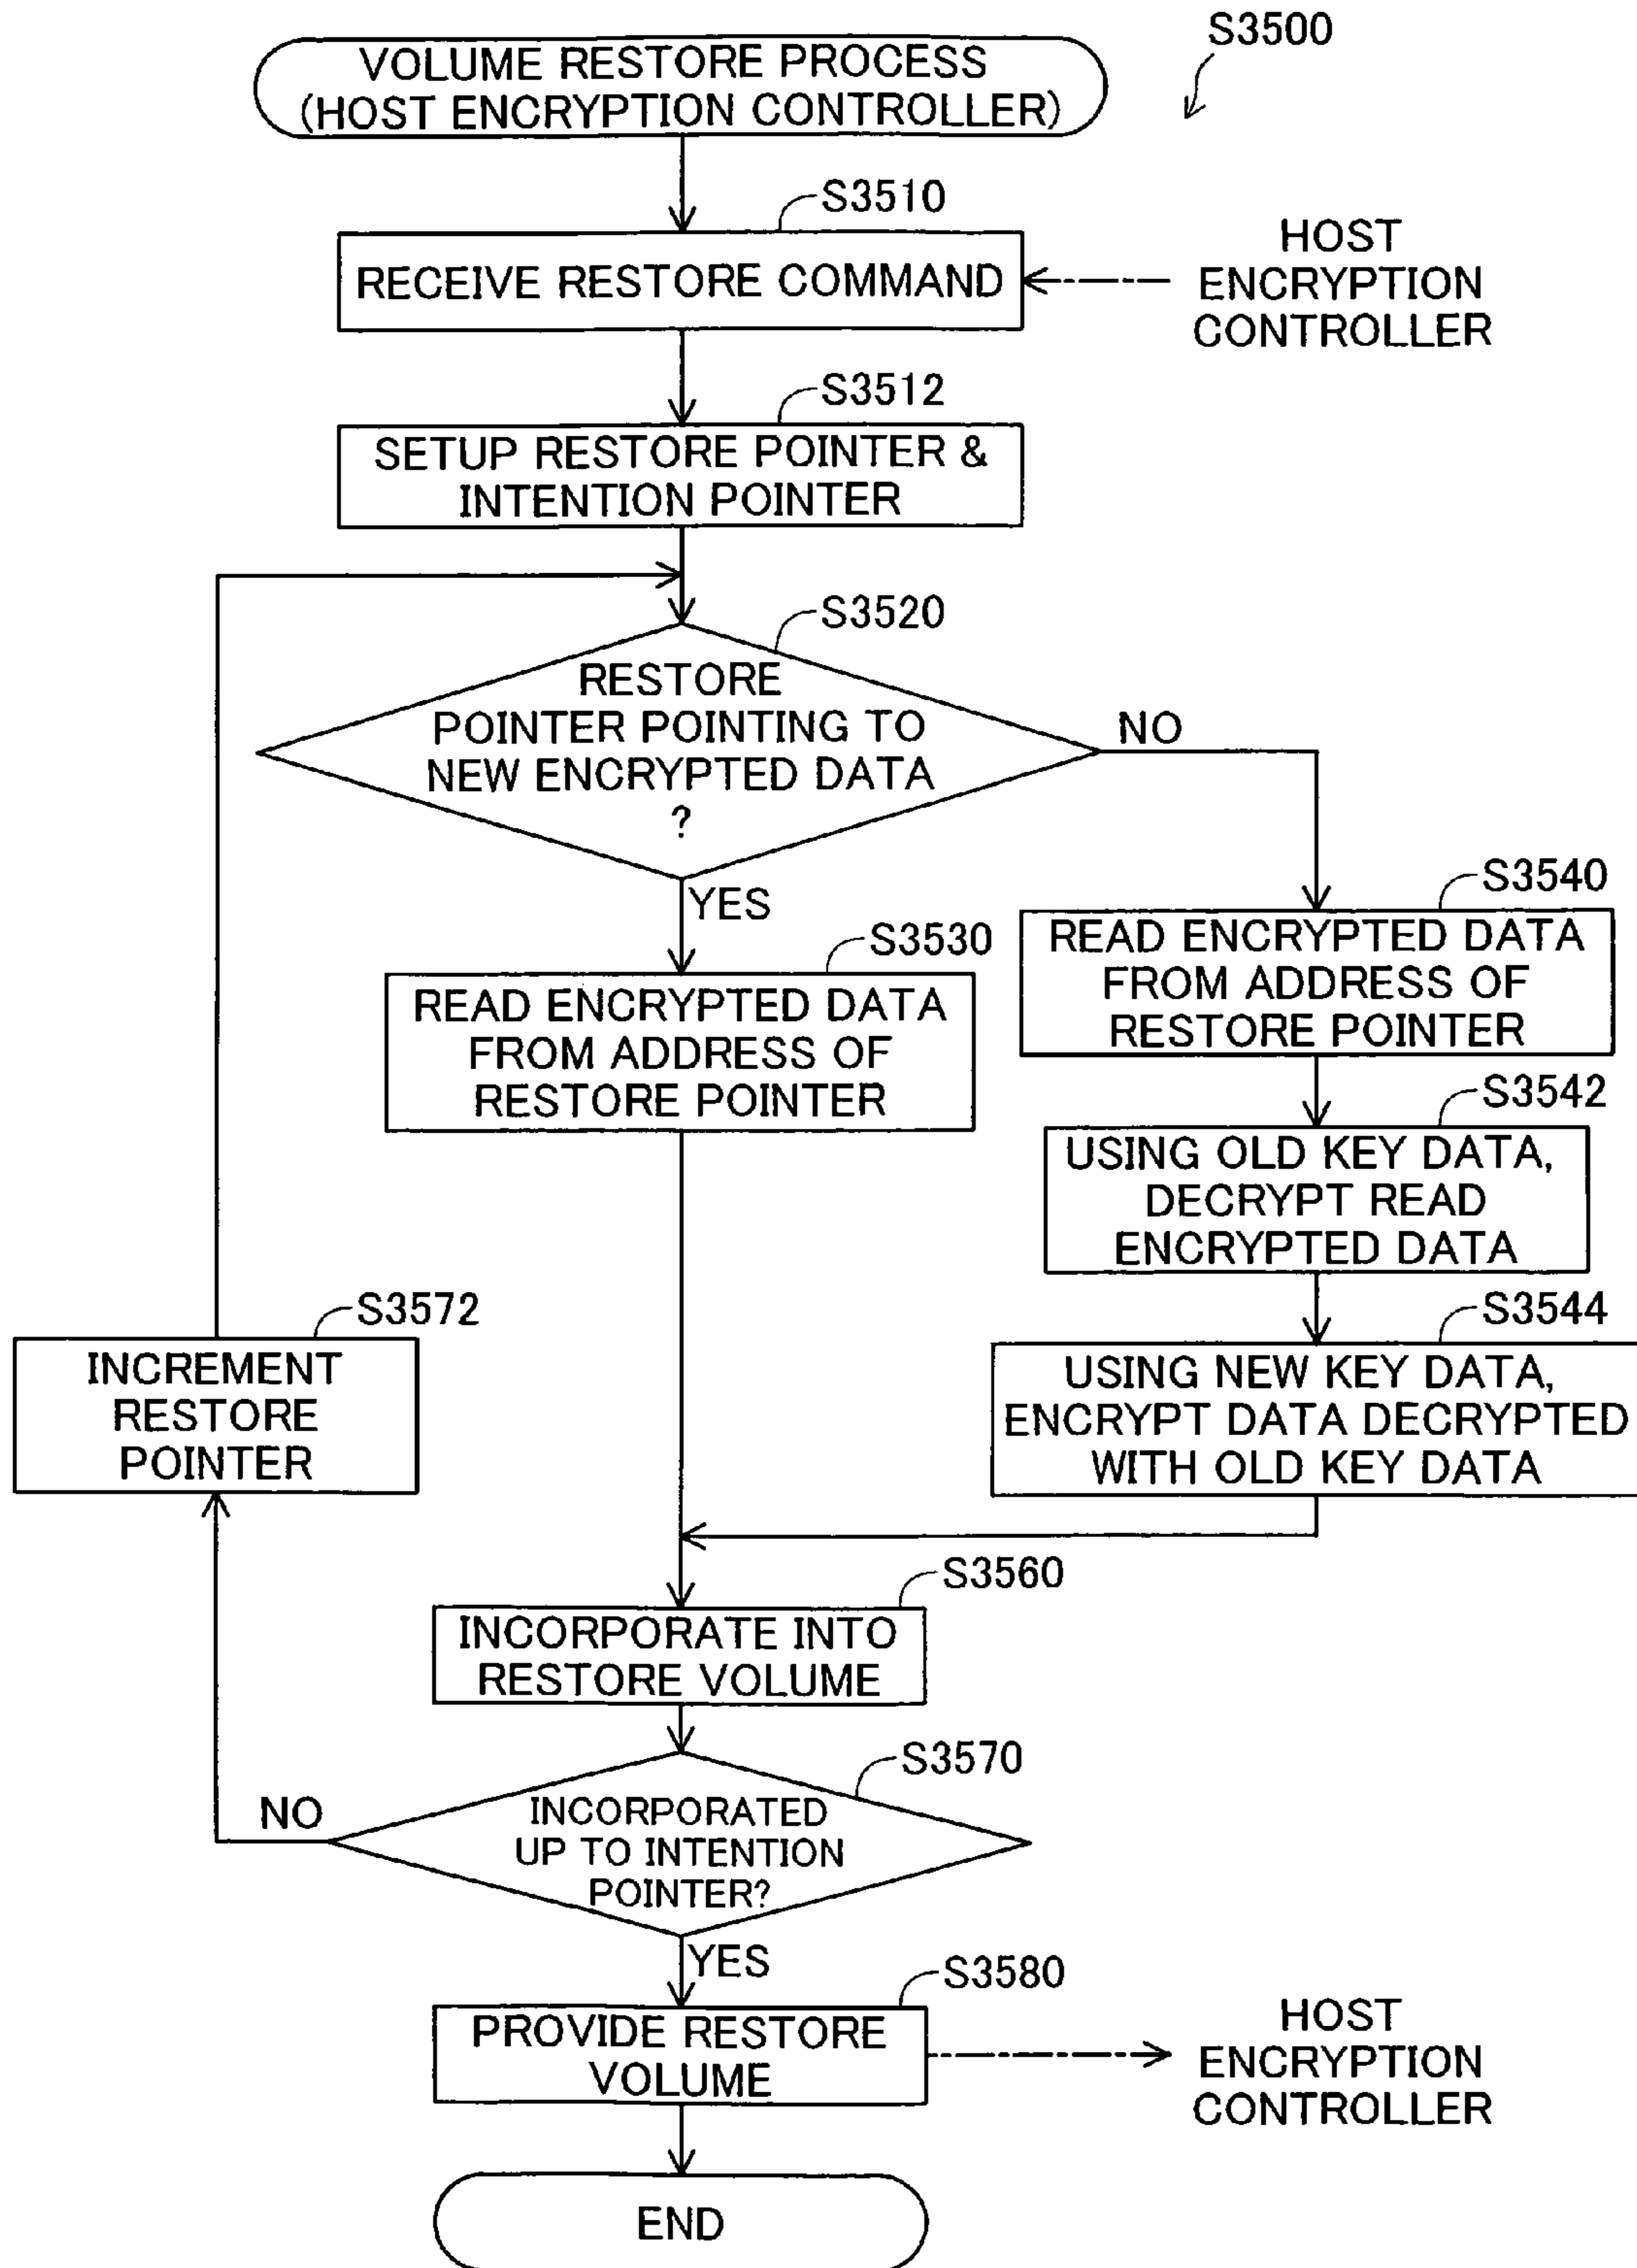 S3500
VOLUME RESTORE PROCESS
(HOST ENCRYPTION CONTROLLER)
S3510
RECEIVE RESTORE COMMAND
HOST
ENCRYPTION
CONTROLLER
S3512
SETUP RESTORE POINTER &
INTENTION POINTER
S3520
RESTORE
POINTER POINTING TO
NEW ENCRYPTED DATA
?
NO
YES
S3530
READ ENCRYPTED DATA
FROM ADDRESS OF
RESTORE POINTER
S3540
READ ENCRYPTED DATA
FROM ADDRESS OF
RESTORE POINTER
S3542
USING OLD KEY DATA,
DECRYPT READ
ENCRYPTED DATA
S3544
USING NEW KEY DATA,
ENCRYPT DATA DECRYPTED
WITH OLD KEY DATA
S3572
INCREMENT
RESTORE
POINTER
S3560
INCORPORATE INTO
RESTORE VOLUME
S3570
INCORPORATED
UP TO INTENTION
POINTER?
NO
YES
S3580
PROVIDE RESTORE
VOLUME
HOST
ENCRYPTION
CONTROLLER
END